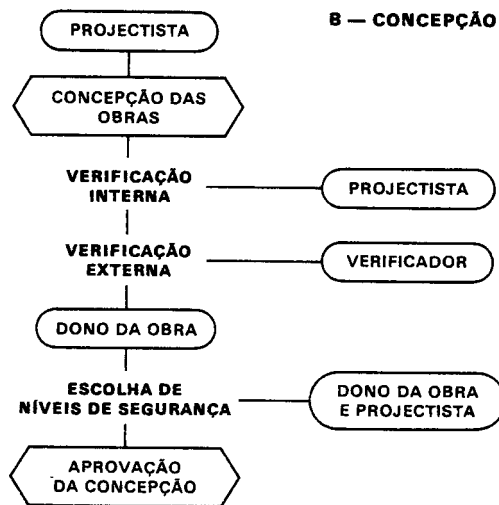 B — CONCEPÇÃO
PROJECTISTA
CONCEPÇÃO DAS
OBRAS
VERIFICAÇÃO
INTERNA
PROJECTISTA
VERIFICAÇÃO
EXTERNA
VERIFICADOR
DONO DA OBRA
ESCOLHA DE
NÍVEIS DE SEGURANÇA
DONO DA OBRA
E PROJECTISTA
APROVAÇÃO
DA CONCEPÇÃO